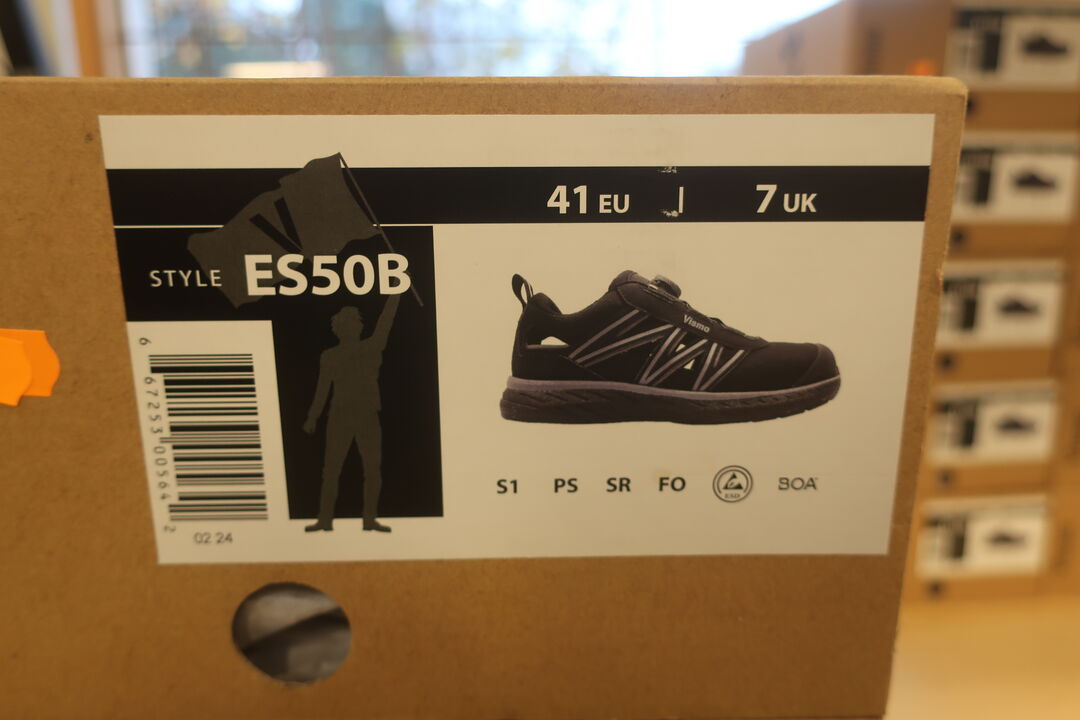 41 EU | 7 UK
STYLE ES50B
Vismo
6 67253 00564 2
02 24
S1 PS SR FO ESD BOA